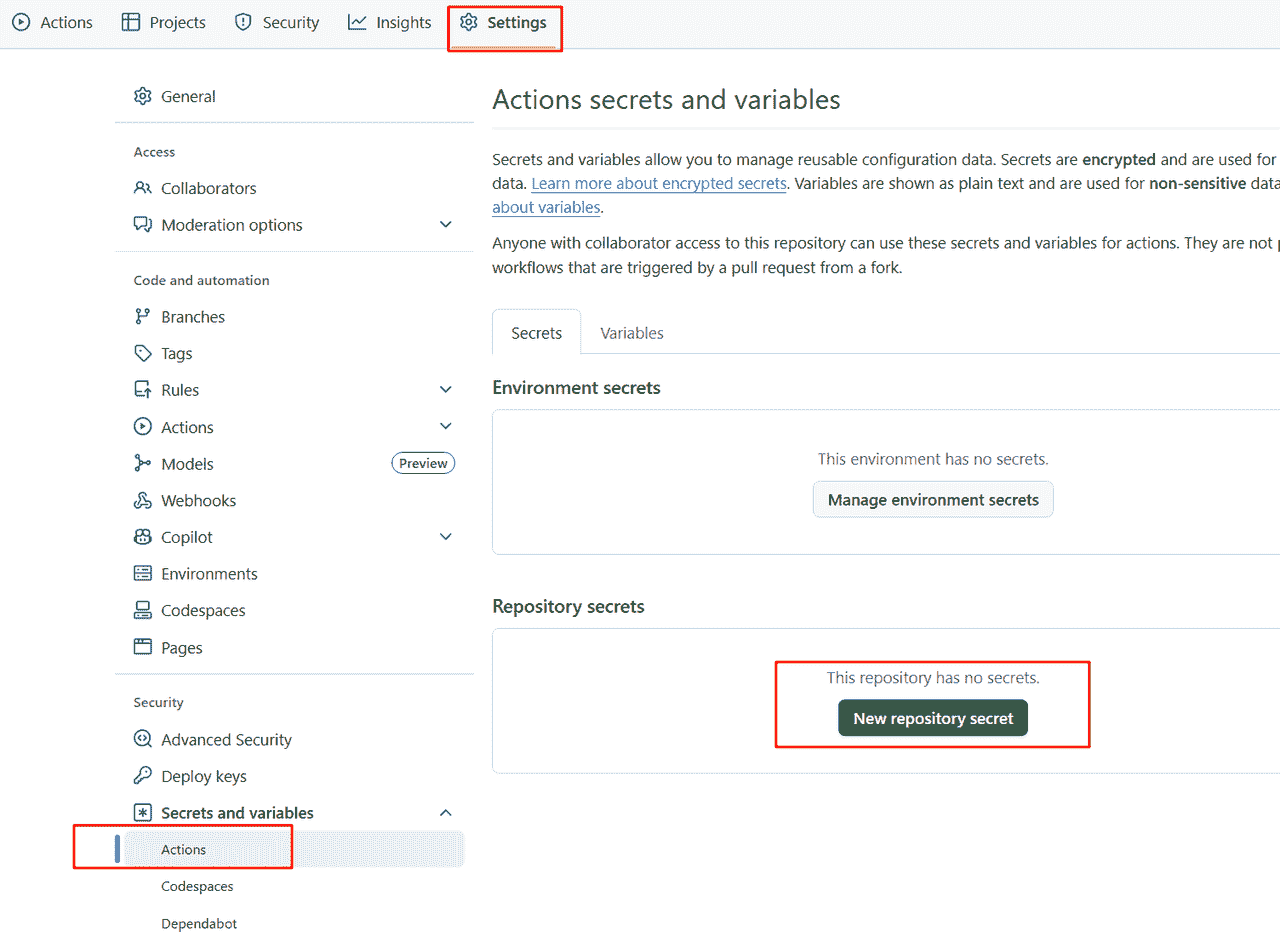 Actions Projects Security Insights Settings
General
Access
Collaborators
Moderation options
Code and automation
Branches
Tags
Rules
Actions
Models Preview
Webhooks
Copilot
Environments
Codespaces
Pages
Security
Advanced Security
Deploy keys
Secrets and variables
Actions
Codespaces
Dependabot
Actions secrets and variables
Secrets and variables allow you to manage reusable configuration data. Secrets are encrypted and are used for
data. Learn more about encrypted secrets. Variables are shown as plain text and are used for non-sensitive data
about variables.
Anyone with collaborator access to this repository can use these secrets and variables for actions. They are not
workflows that are triggered by a pull request from a fork.
Secrets Variables
Environment secrets
This environment has no secrets.
Manage environment secrets
Repository secrets
This repository has no secrets.
New repository secret